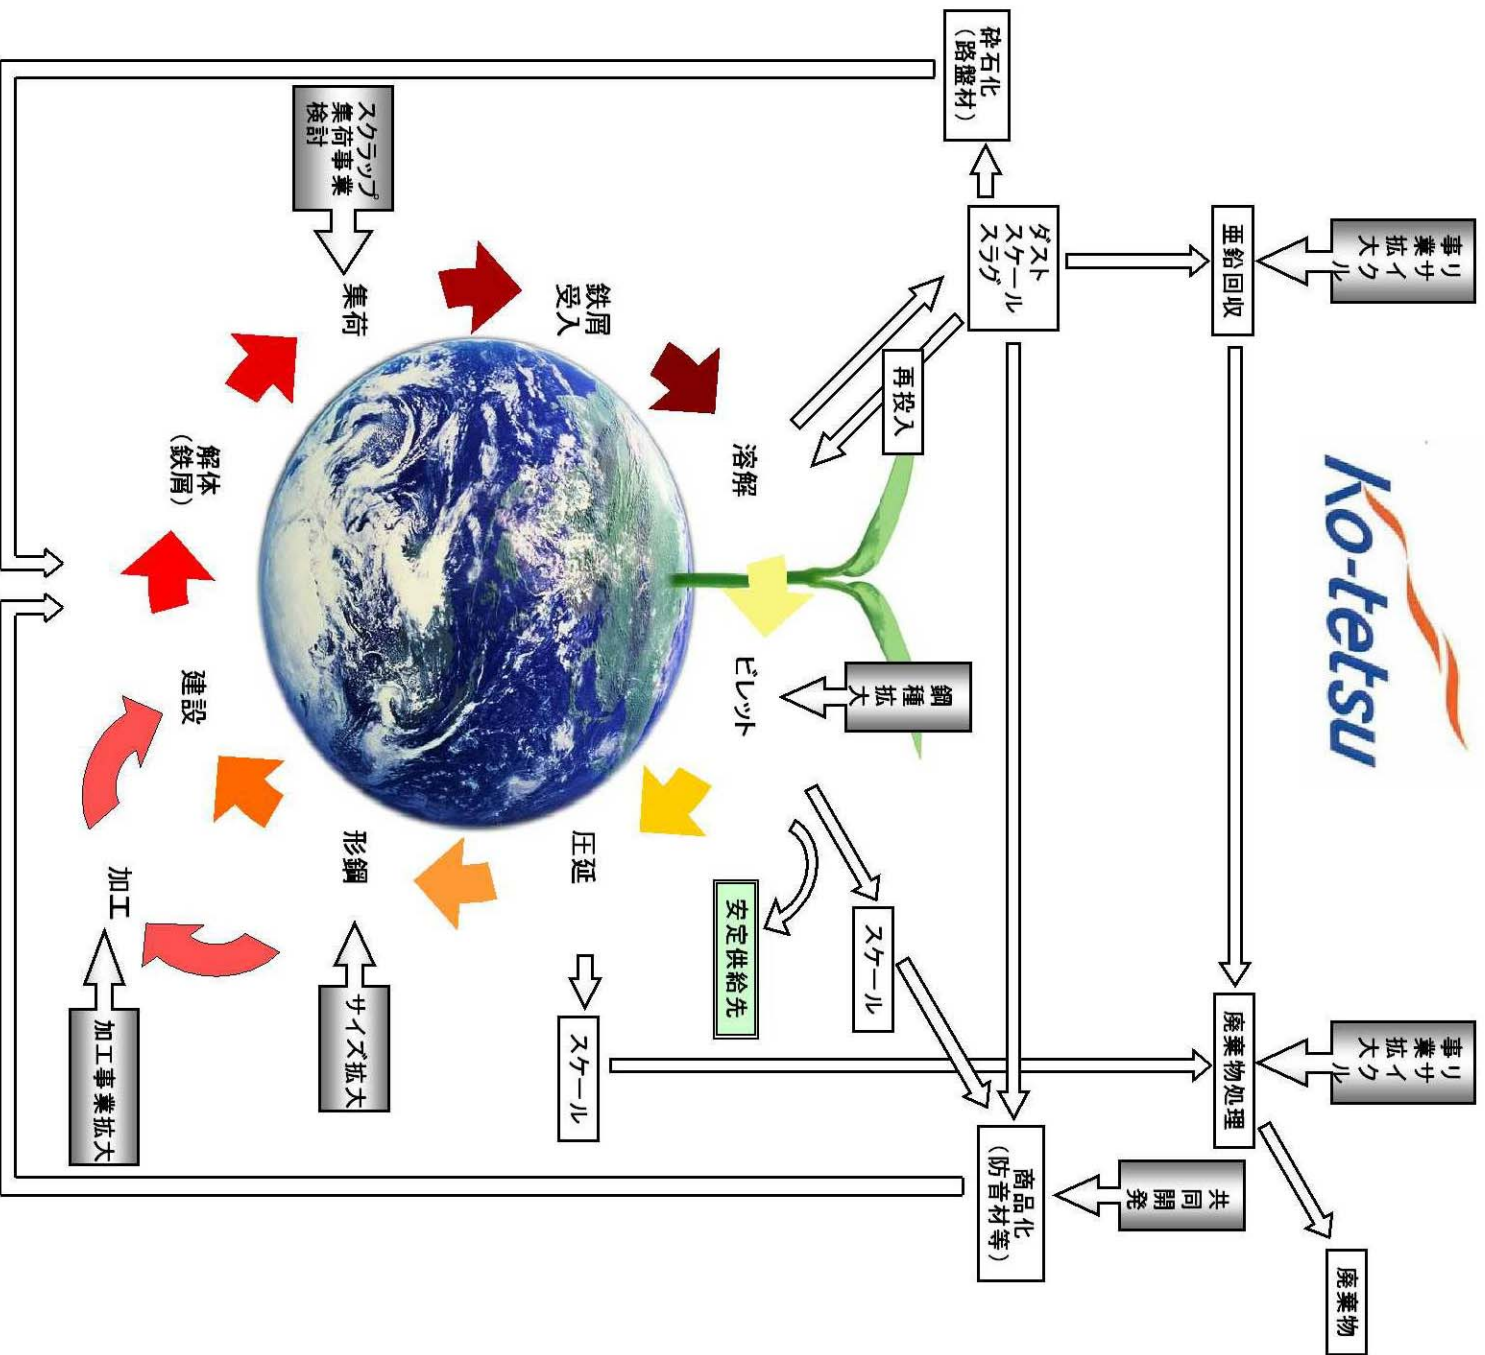 Ko-tetsu
リサイクル
事業拡大
リサイクル
事業拡大
廃棄物
亜鉛回収
廃棄物処理
共同開発
砕石化
（路盤材）
ダスト
スケール
スラグ
商品化
（防音材等）
再投入
鋼種拡大
スケール
溶解
ビレット
安定供給先
鉄屑
受入
圧延
スケール
スクラップ
集荷事業
検討
集荷
形鋼
サイズ拡大
解体
（鉄屑）
建設
加工
加工事業拡大